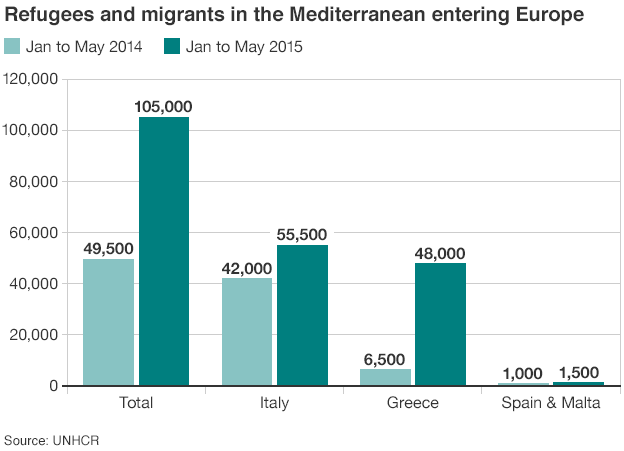 Refugees and migrants in the Mediterranean entering Europe
Jan to May 2014 Jan to May 2015
120,000
100,000
80,000
60,000
40,000
20,000
0
49,500
105,000
42,000
55,500
6,500
48,000
1,000
1,500
Total
Italy
Greece
Spain & Malta
Source: UNHCR